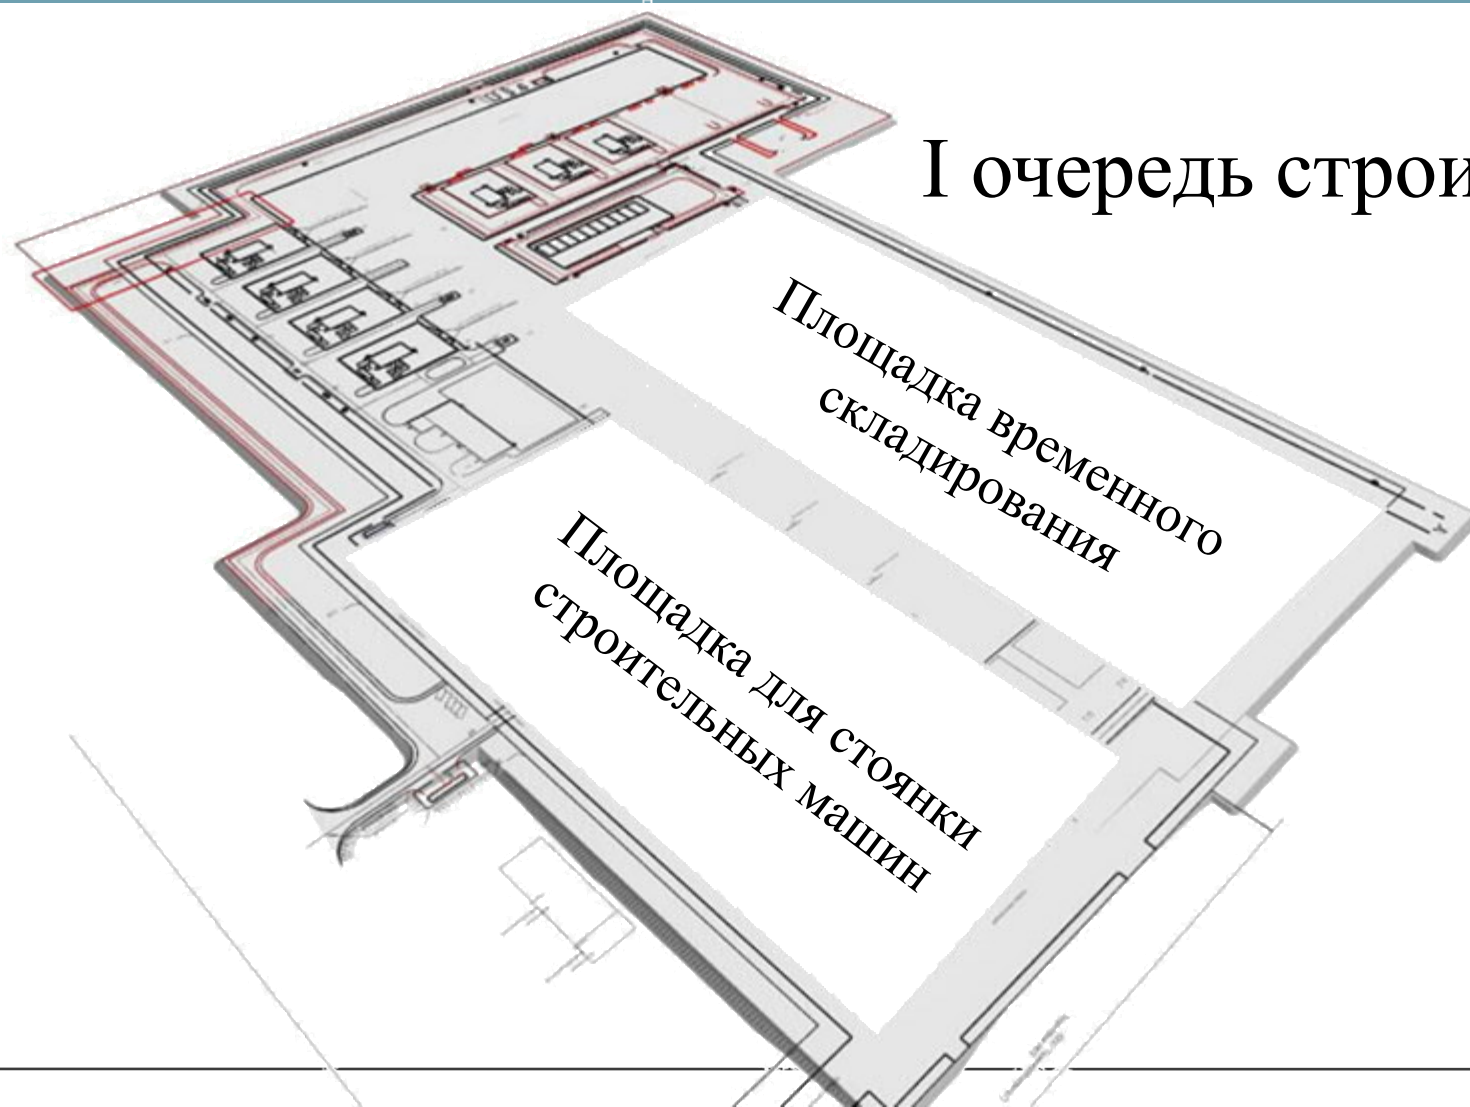 I очередь строи
Площадка временного
складирования
Площадка для стоянки
строительных машин